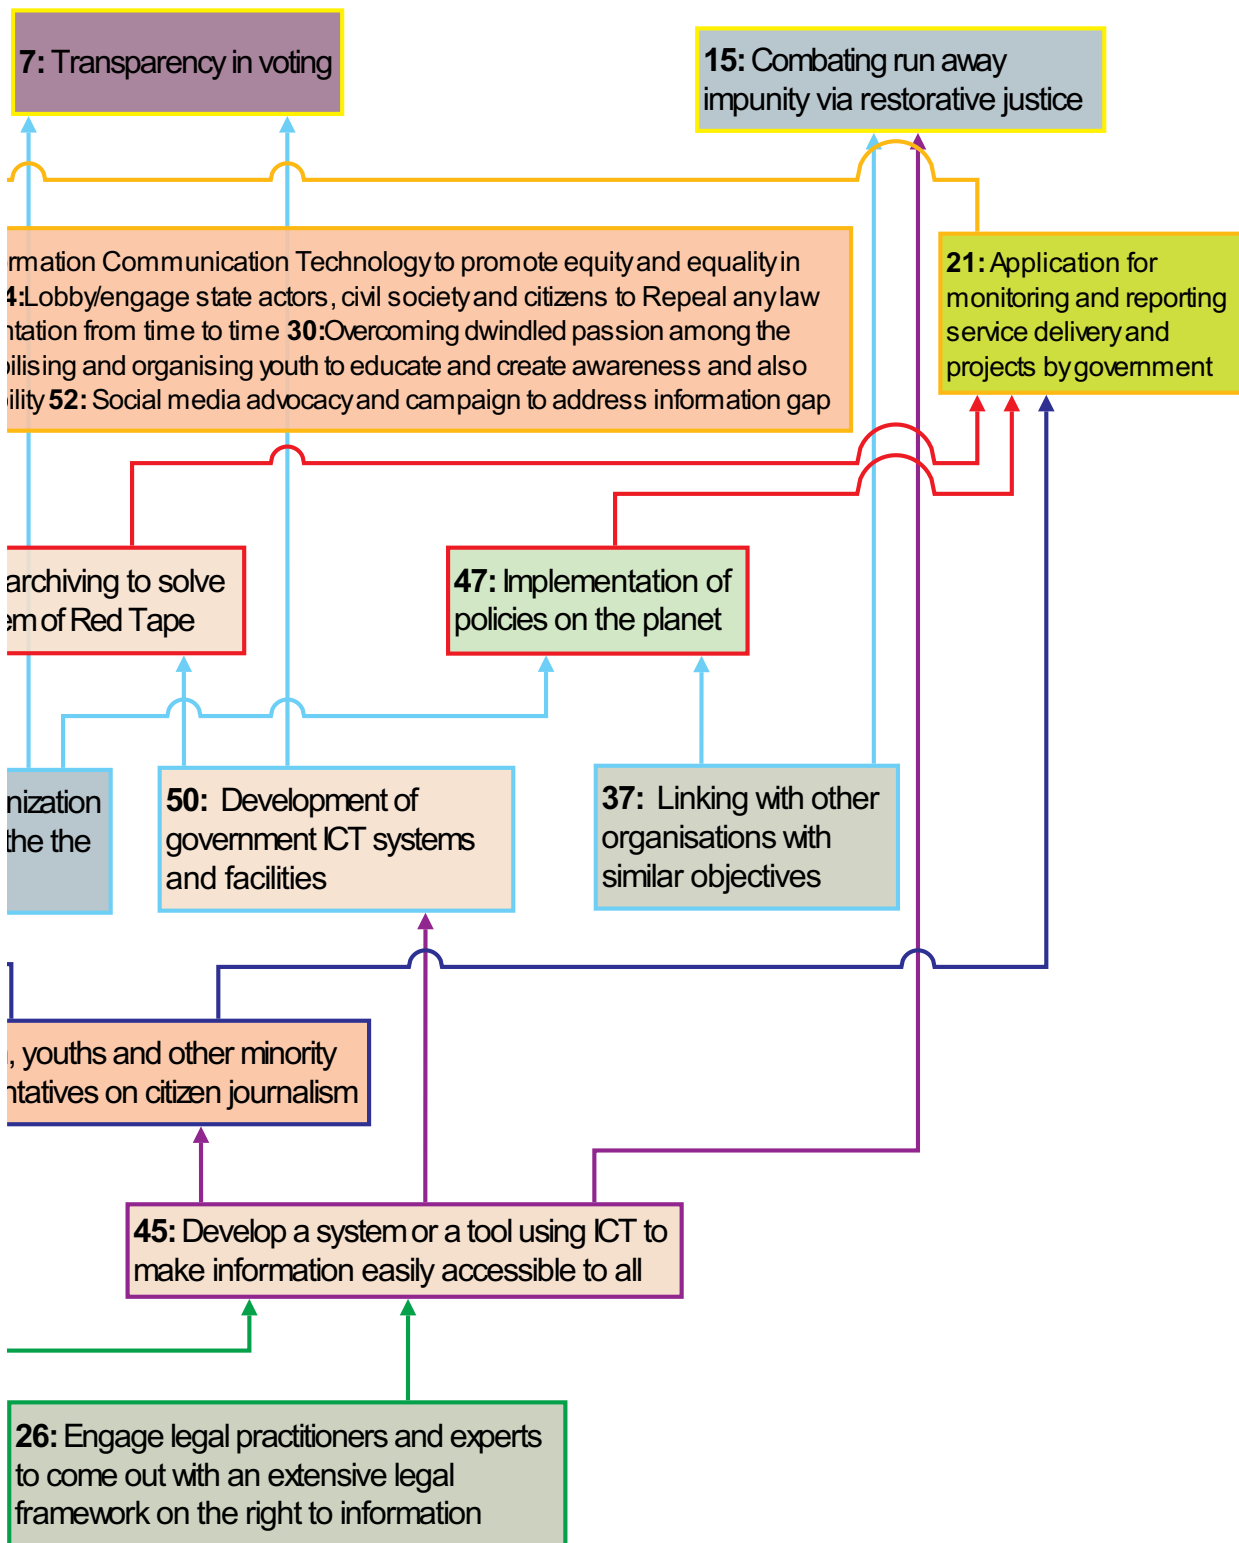 7: Transparency in voting
15: Combating run away
impunity via restorative justice
Communication Technology to promote equity and equality in
4:Lobby/engage state actors, civil society and citizens to Repeal any law
from time to time 30:Overcoming dwindled passion among the
and organising youth to educate and create awareness and also
52: Social media advocacy and campaign to address information gap
21: Application for
monitoring and reporting
service delivery and
projects by government
archiving to solve
of Red Tape
47: Implementation of
policies on the planet
the the
50: Development of
government ICT systems
and facilities
37: Linking with other
organisations with
similar objectives
, youths and other minority
on citizen journalism
45: Develop a system or a tool using ICT to
make information easily accessible to all
26: Engage legal practitioners and experts
to come out with an extensive legal
framework on the right to information